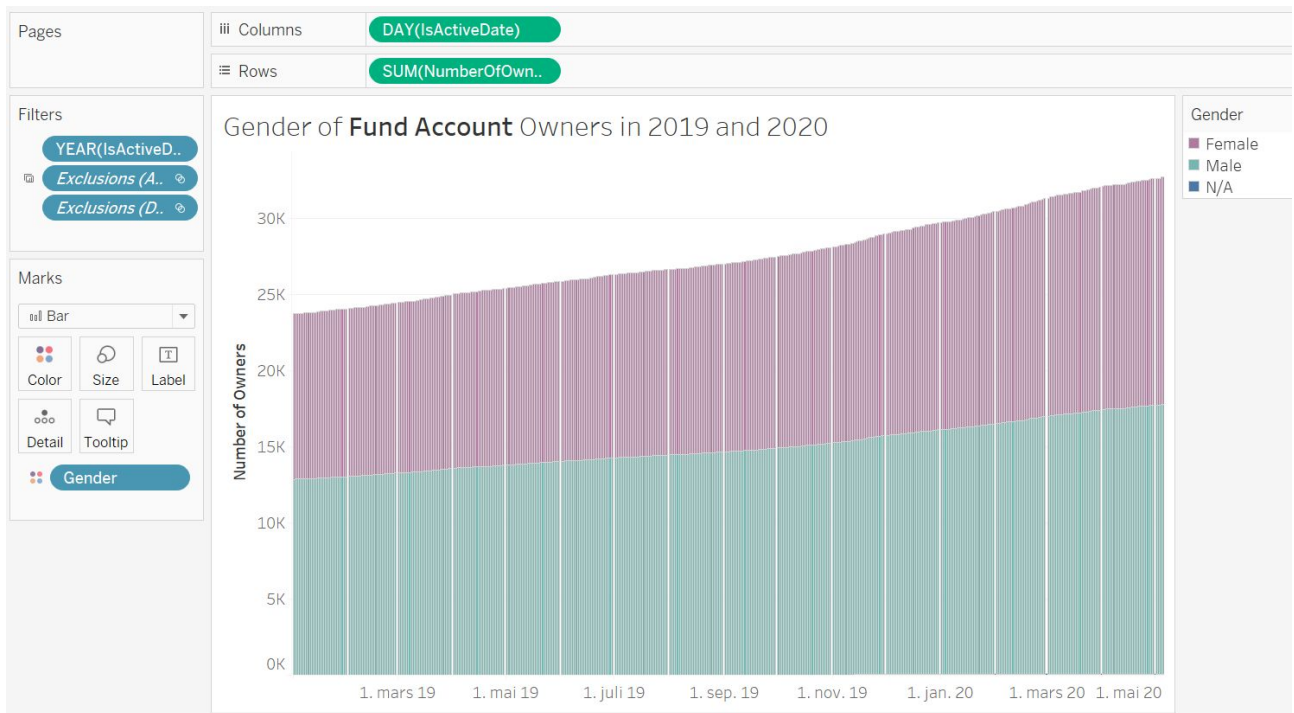 Pages
Columns
DAY(IsActiveDate)
Rows
SUM(NumberOfOwn..
Filters
YEAR(IsActiveD..
Exclusions (A..
Exclusions (D..
Marks
Bar
Color
Size
Label
Detail
Tooltip
Gender
Gender of Fund Account Owners in 2019 and 2020
Number of Owners
30K
25K
20K
15K
10K
5K
0K
1. mars 19
1. mai 19
1. juli 19
1. sep. 19
1. nov. 19
1. jan. 20
1. mars 20
1. mai 20
Gender
Female
Male
N/A